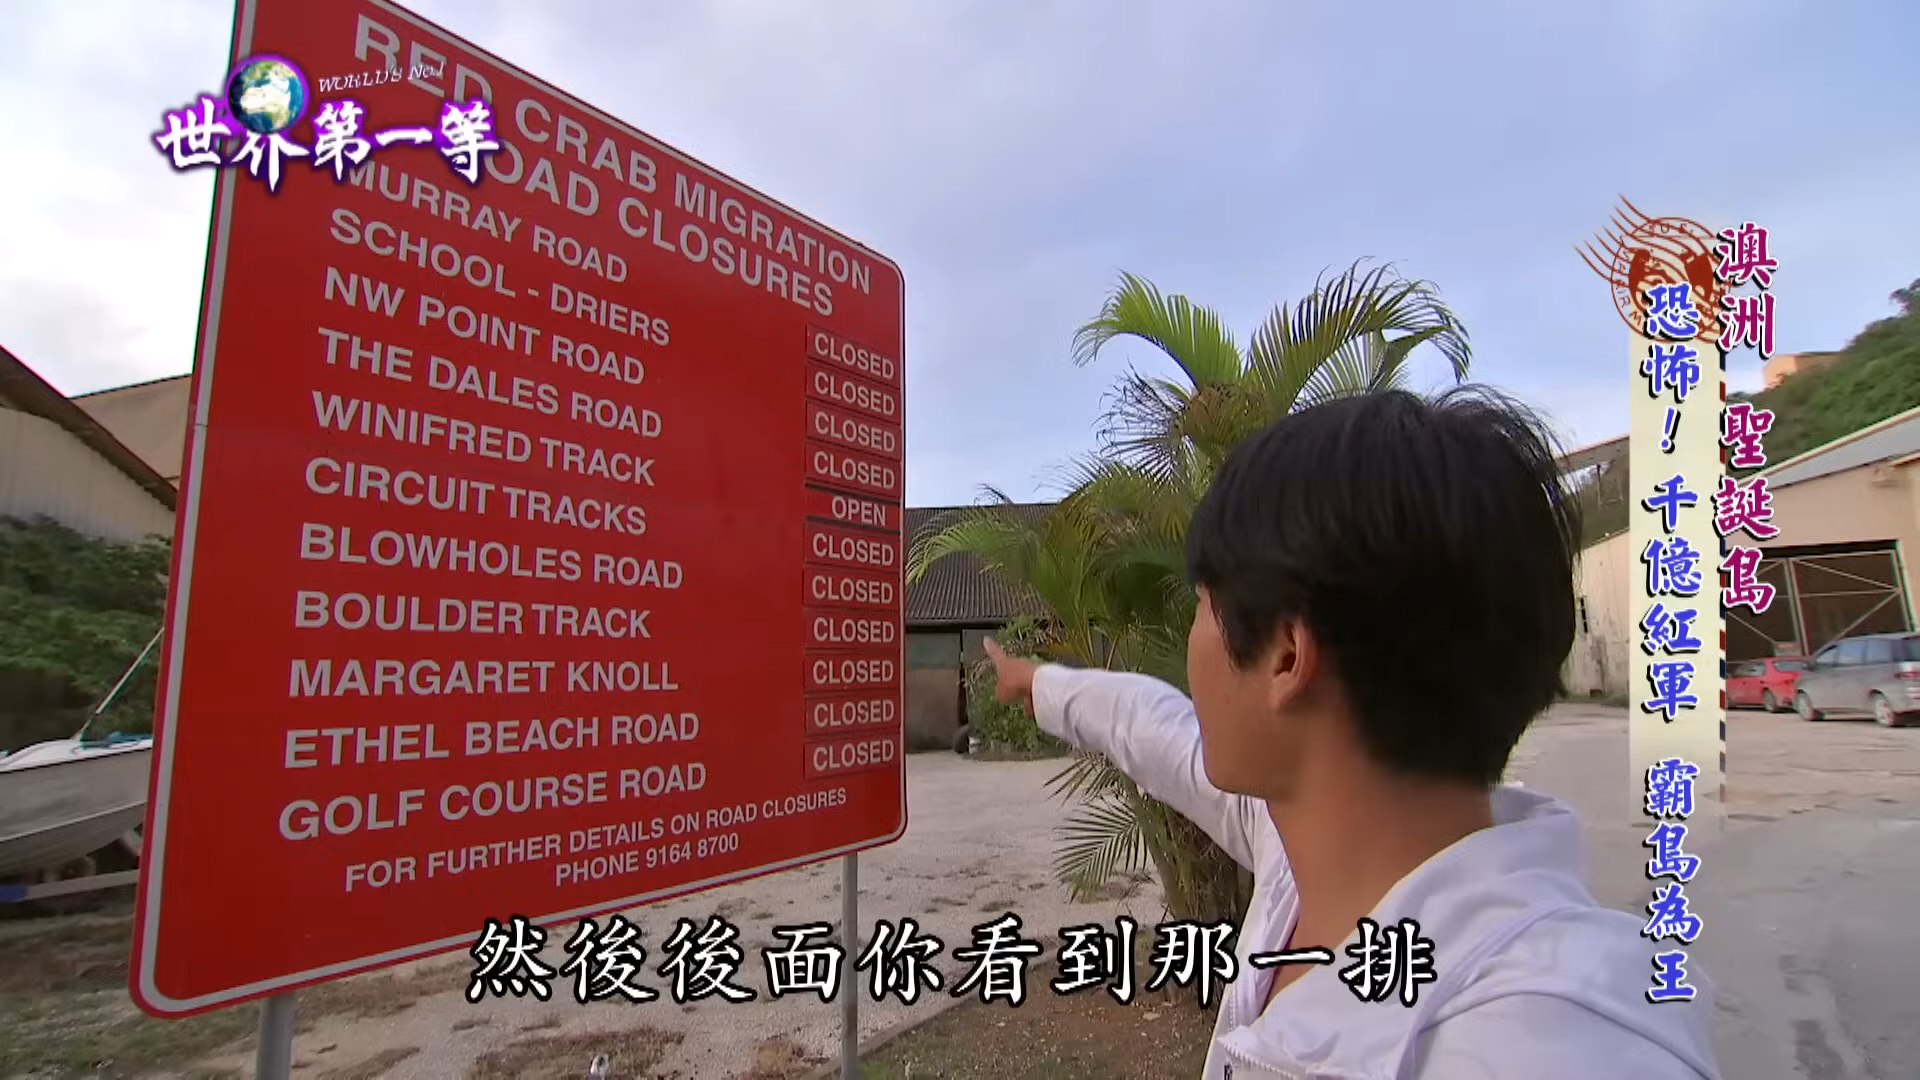 WORLD'S No.1
世界第一等
RED CRAB MIGRATION
ROAD CLOSURES
MURRAY ROAD CLOSED
SCHOOL - DRIERS CLOSED
NW POINT ROAD CLOSED
THE DALES ROAD CLOSED
WINIFRED TRACK OPEN
CIRCUIT TRACKS CLOSED
BLOWHOLES ROAD CLOSED
BOULDER TRACK CLOSED
MARGARET KNOLL CLOSED
ETHEL BEACH ROAD CLOSED
GOLF COURSE ROAD CLOSED
FOR FURTHER DETAILS ON ROAD CLOSURES
PHONE 9164 8700
澳洲 聖誕島
恐怖！千億紅軍 霸島為王
然後後面你看到那一排